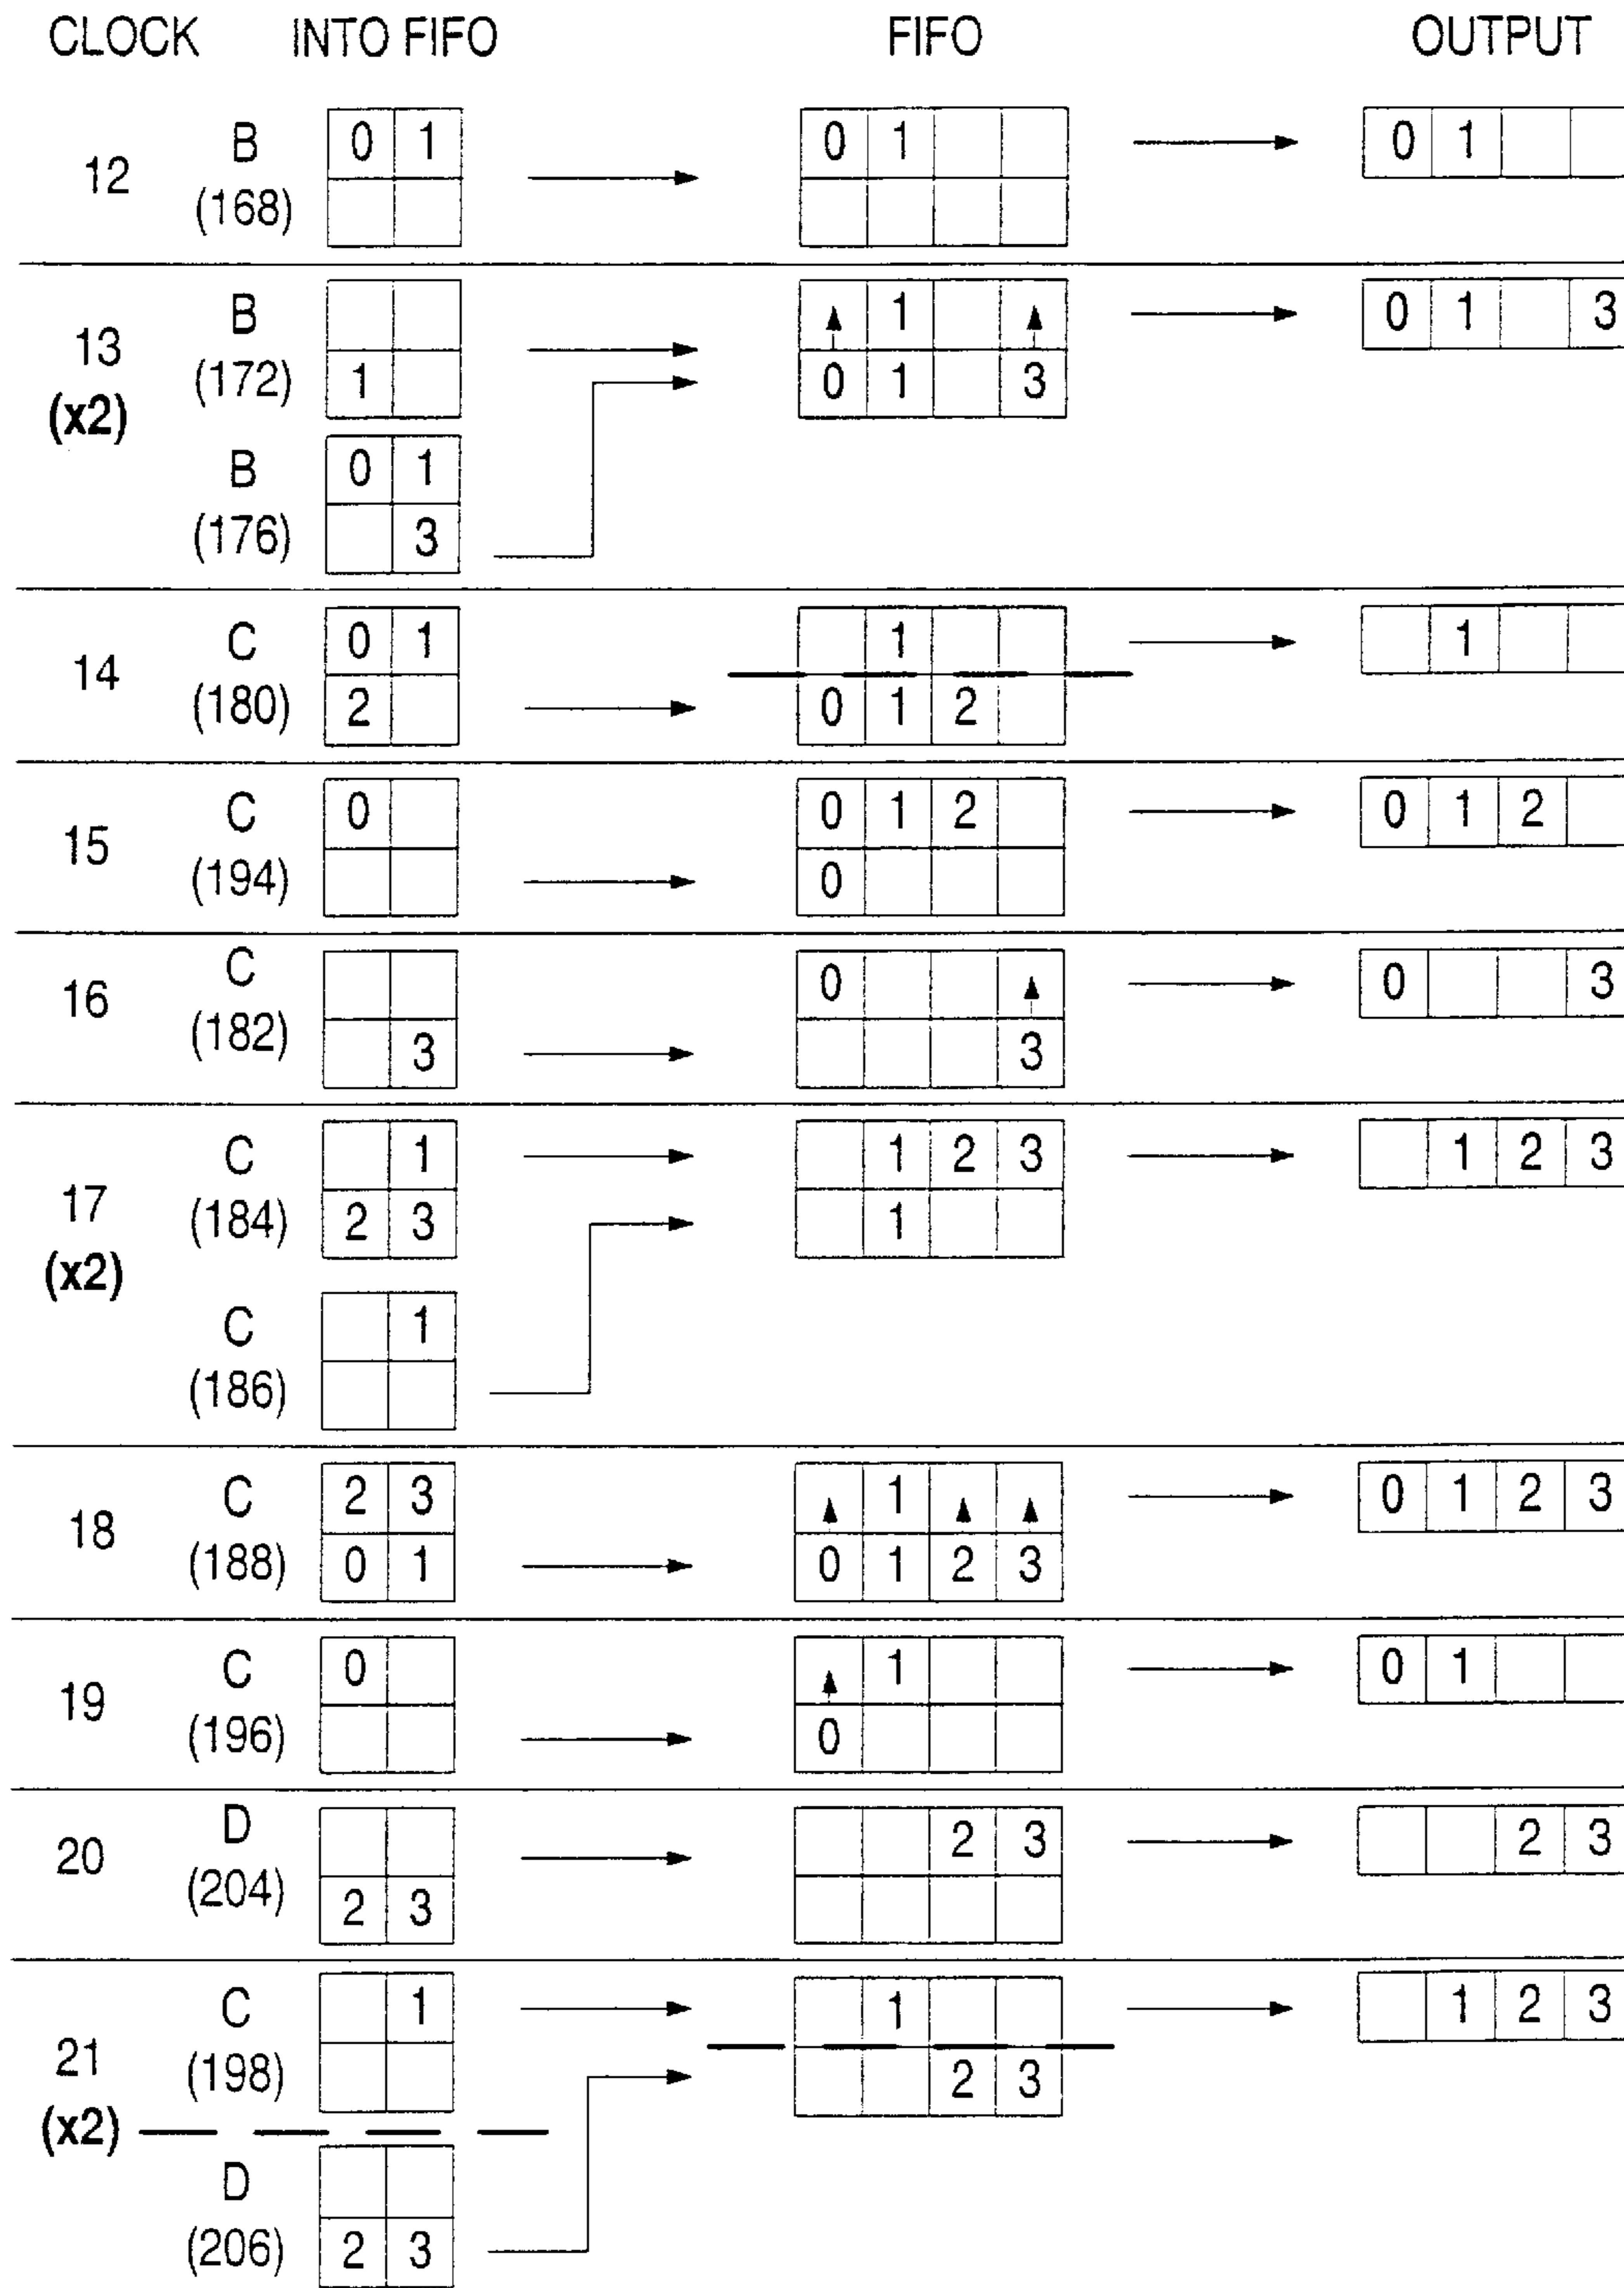 CLOCK INTO FIFO FIFO OUTPUT
B 0 1 0 1 0 1
12
(168)
B 1 0 1 3
13
(172) 1 0 1 3
(x2)
B 0 1
(176) 3
C 0 1 1 1
14
(180) 2 0 1 2
C 0 0 1 2 0 1 2
15
(194) 0
C 0 0 3
16
(182) 3 3
C 1 1 2 3 1 2 3
17
(184) 2 3 1
(x2)
C 1
(186)
C 2 3 1 0 1 2 3
18
(188) 0 1 0 1 2 3
C 0 1 0 1
19
(196) 0
D 2 3 2 3
20
(204) 2 3
C 1 1 1 2 3
21
(198) 2 3
(x2)
D
(206) 2 3